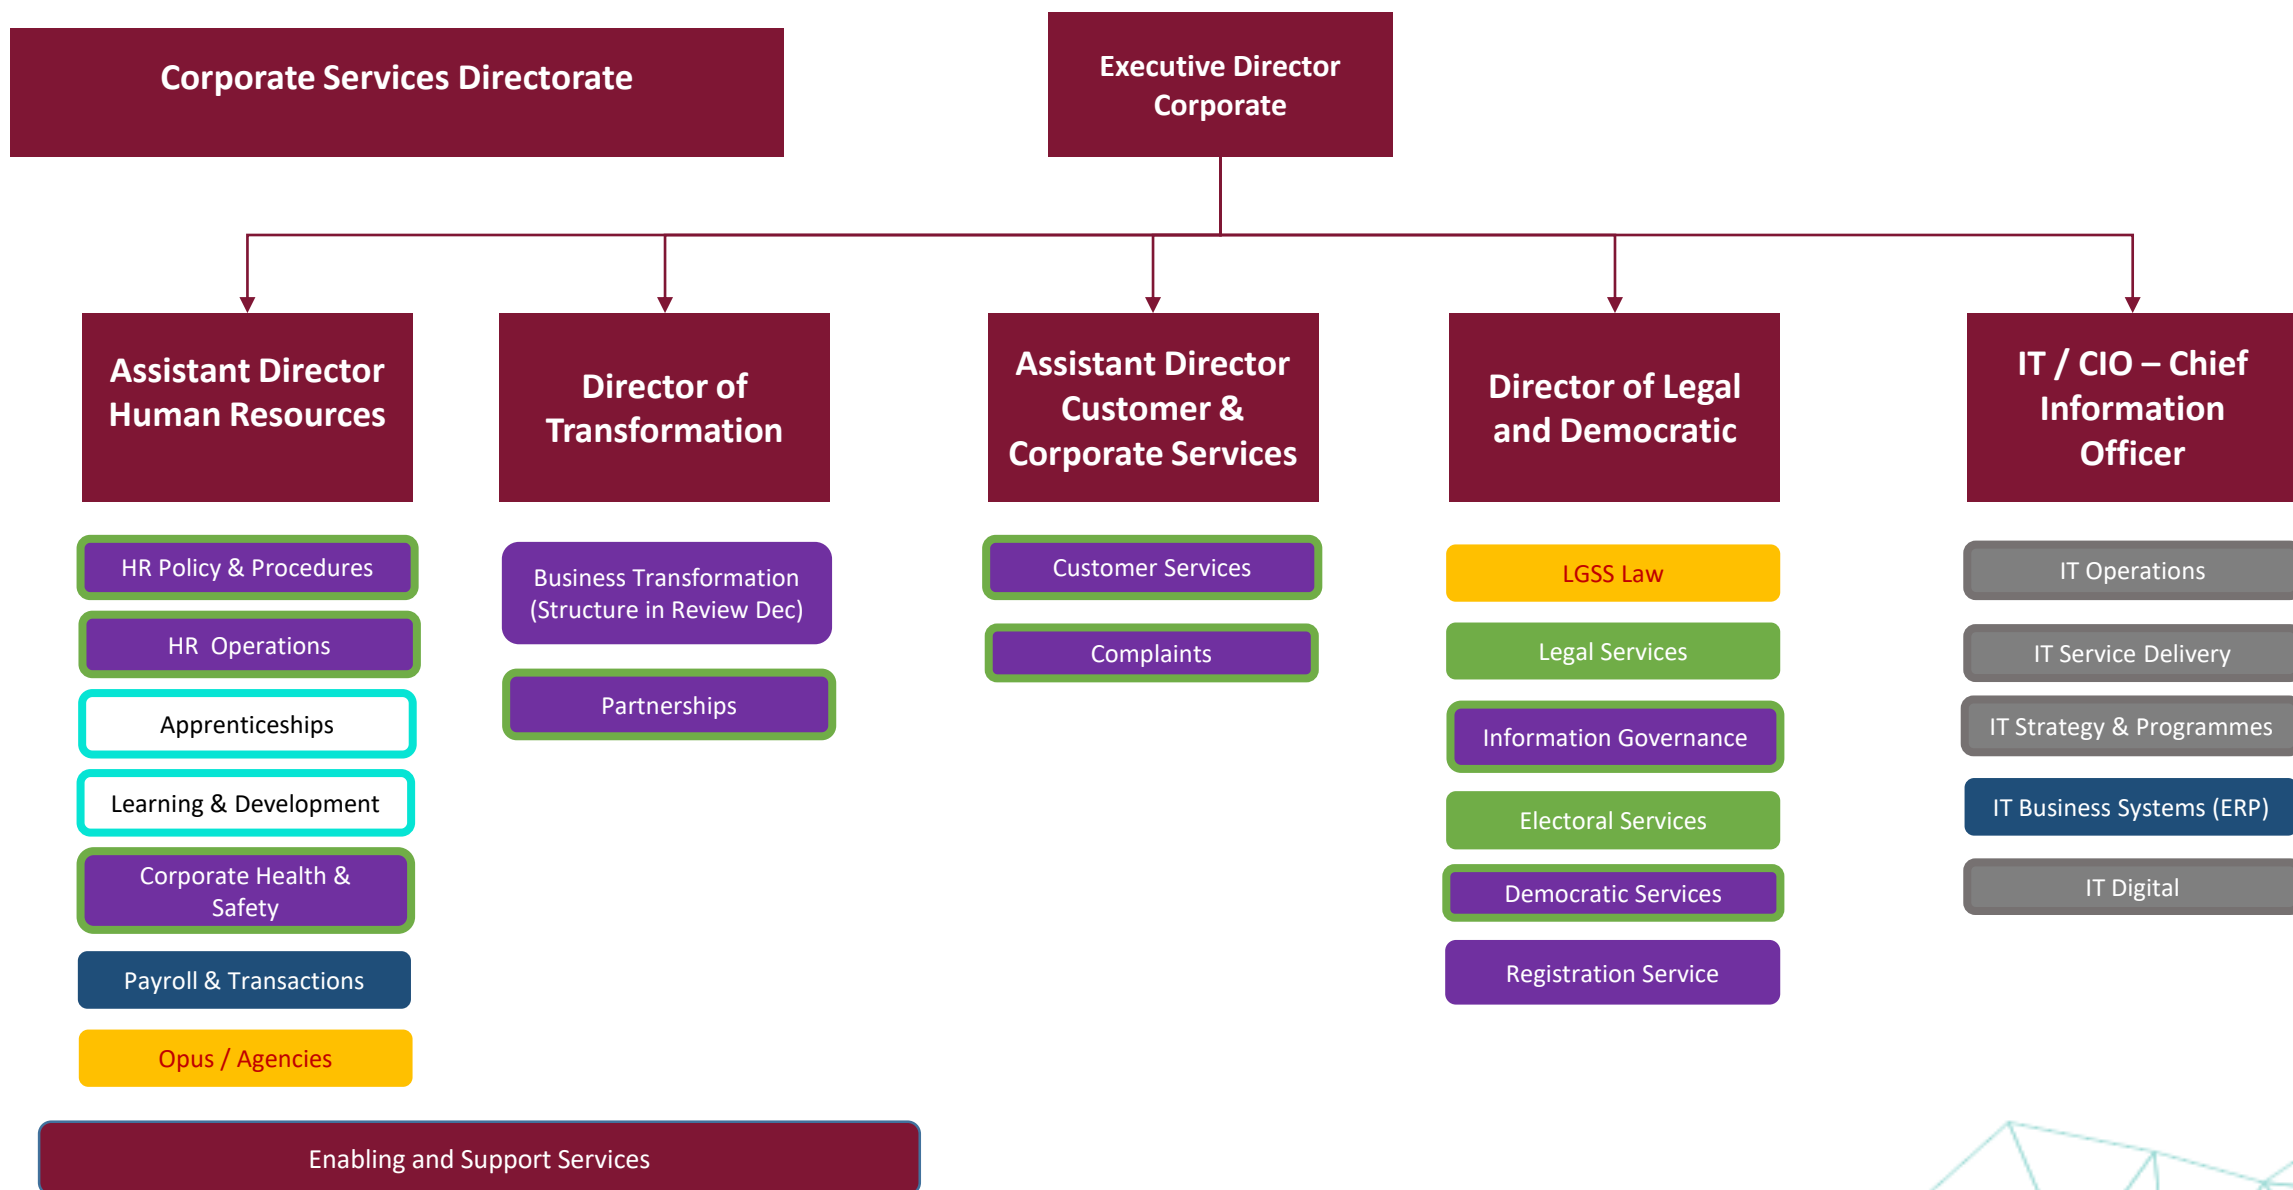 Corporate Services Directorate
Executive Director
Corporate
Assistant Director
Human Resources
Director of
Transformation
Assistant Director
Customer &
Corporate Services
Director of Legal
and Democratic
IT / CIO – Chief
Information
Officer
HR Policy & Procedures
HR  Operations
Apprenticeships
Learning & Development
Corporate Health &
Safety
Payroll & Transactions
Opus / Agencies
Business Transformation
(Structure in Review Dec)
Partnerships
Customer Services
Complaints
LGSS Law
Legal Services
Information Governance
Electoral Services
Democratic Services
Registration Service
IT Operations
IT Service Delivery
IT Strategy & Programmes
IT Business Systems (ERP)
IT Digital
Enabling and Support Services